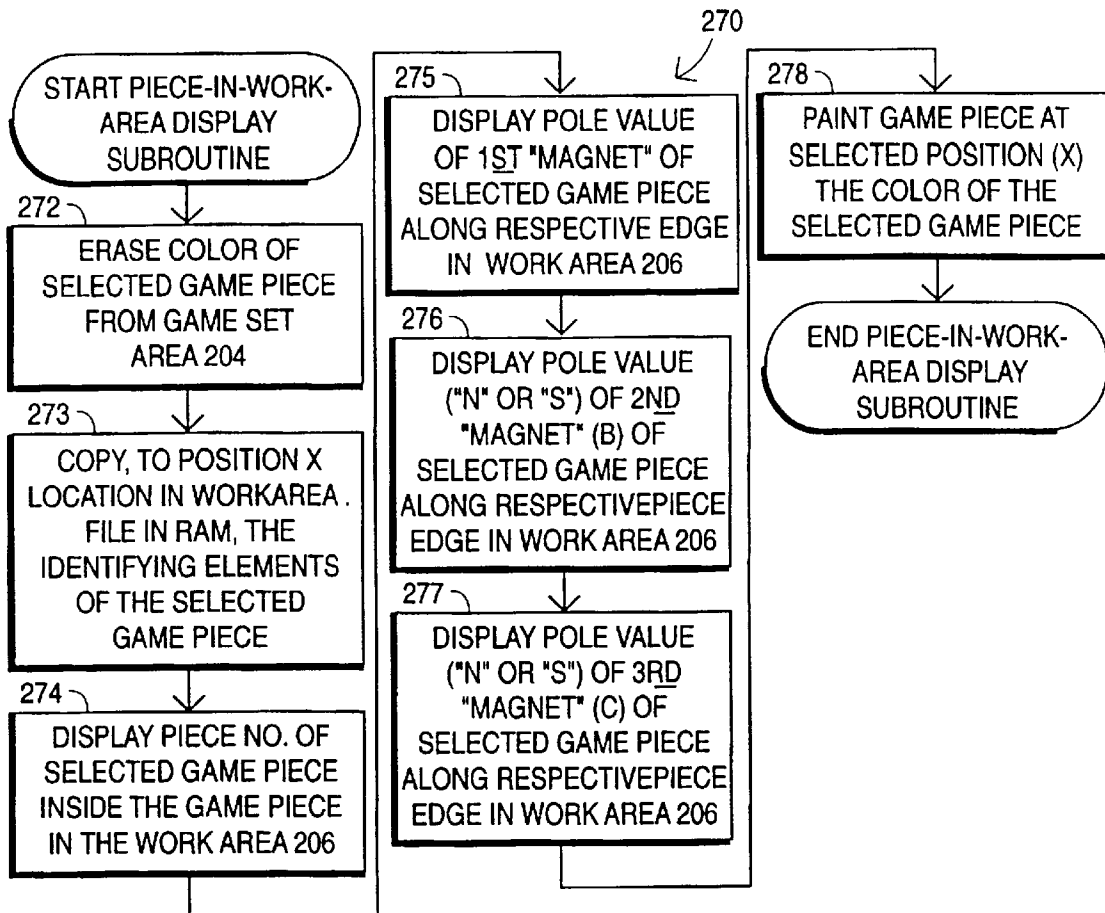 START PIECE-IN-WORK-
AREA DISPLAY
SUBROUTINE
272
ERASE COLOR OF
SELECTED GAME PIECE
FROM GAME SET
AREA 204
273
COPY, TO POSITION X
LOCATION IN WORKAREA .
FILE IN RAM, THE
IDENTIFYING ELEMENTS
OF THE SELECTED
GAME PIECE
274
DISPLAY PIECE NO. OF
SELECTED GAME PIECE
INSIDE THE GAME PIECE
IN THE WORK AREA 206
270
275
DISPLAY POLE VALUE
OF 1ST "MAGNET" OF
SELECTED GAME PIECE
ALONG RESPECTIVE EDGE
IN WORK AREA 206
276
DISPLAY POLE VALUE
("N" OR "S") OF 2ND
"MAGNET" (B) OF
SELECTED GAME PIECE
ALONG RESPECTIVEPIECE
EDGE IN WORK AREA 206
277
DISPLAY POLE VALUE
("N" OR "S") OF 3RD
"MAGNET" (C) OF
SELECTED GAME PIECE
ALONG RESPECTIVEPIECE
EDGE IN WORK AREA 206
278
PAINT GAME PIECE AT
SELECTED POSITION (X)
THE COLOR OF THE
SELECTED GAME PIECE
END PIECE-IN-WORK-
AREA DISPLAY
SUBROUTINE